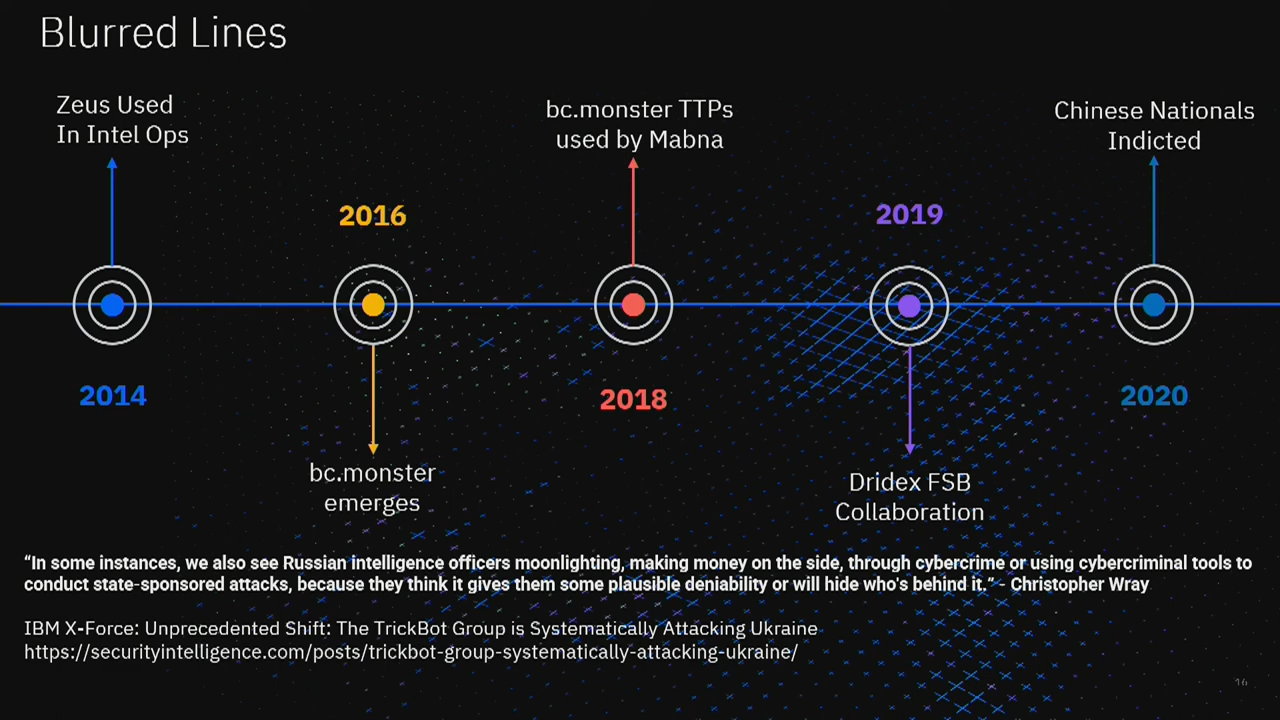 Blurred Lines
Zeus Used
In Intel Ops
bc.monster TTPs
used by Mabna
Chinese Nationals
Indicted
2016
2019
2014
2018
2020
bc.monster
emerges
Dridex FSB
Collaboration
“In some instances, we also see Russian intelligence officers moonlighting, making money on the side, through cybercrime or using cybercriminal tools to
conduct state-sponsored attacks, because they think it gives them some plausible deniability or will hide who's behind it.” - Christopher Wray
IBM X-Force: Unprecedented Shift: The TrickBot Group is Systematically Attacking Ukraine
https://securityintelligence.com/posts/trickbot-group-systematically-attacking-ukraine/
16